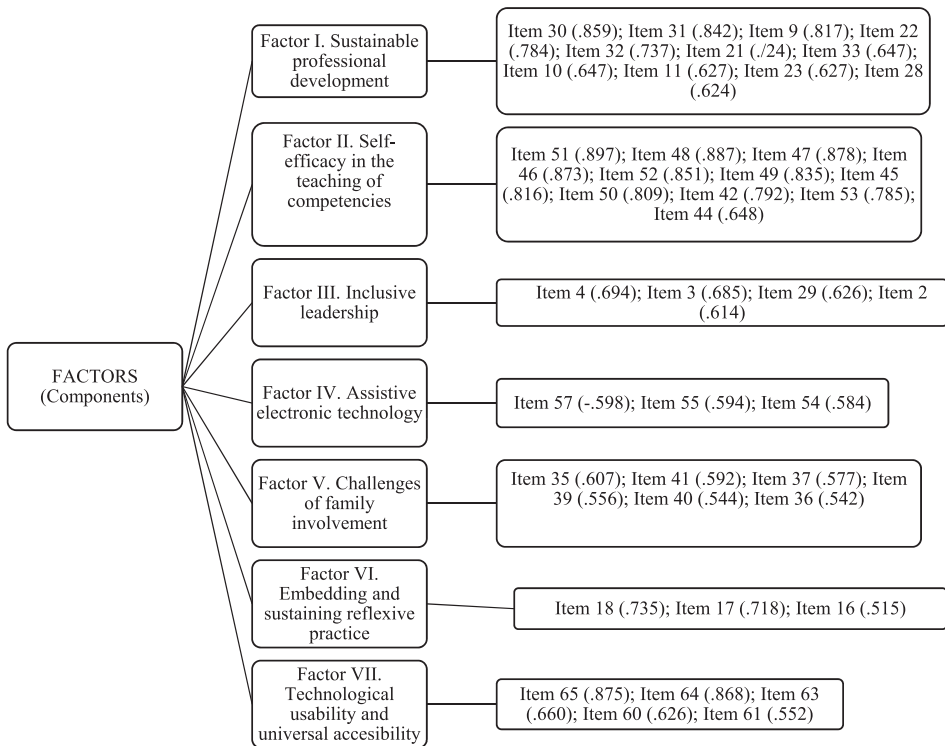 FACTORS
(Components)
Factor I. Sustainable
professional
development
Item 30 (.859); Item 31 (.842); Item 9 (.817); Item 22
(.784); Item 32 (.737); Item 21 (./24); Item 33 (.647);
Item 10 (.647); Item 11 (.627); Item 23 (.627); Item 28
(.624)
Factor II. Self-
efficacy in the
teaching of
competencies
Item 51 (.897); Item 48 (.887); Item 47 (.878); Item
46 (.873); Item 52 (.851); Item 49 (.835); Item 45
(.816); Item 50 (.809); Item 42 (.792); Item 53 (.785);
Item 44 (.648)
Factor III. Inclusive
leadership
Item 4 (.694); Item 3 (.685); Item 29 (.626); Item 2
(.614)
Factor IV. Assistive
electronic technology
Item 57 (-.598); Item 55 (.594); Item 54 (.584)
Factor V. Challenges
of family
involvement
Item 35 (.607); Item 41 (.592); Item 37 (.577); Item
39 (.556); Item 40 (.544); Item 36 (.542)
Factor VI.
Embedding and
sustaining reflexive
practice
Item 18 (.735); Item 17 (.718); Item 16 (.515)
Factor VII.
Technological
usability and
universal accesibility
Item 65 (.875); Item 64 (.868); Item 63
(.660); Item 60 (.626); Item 61 (.552)